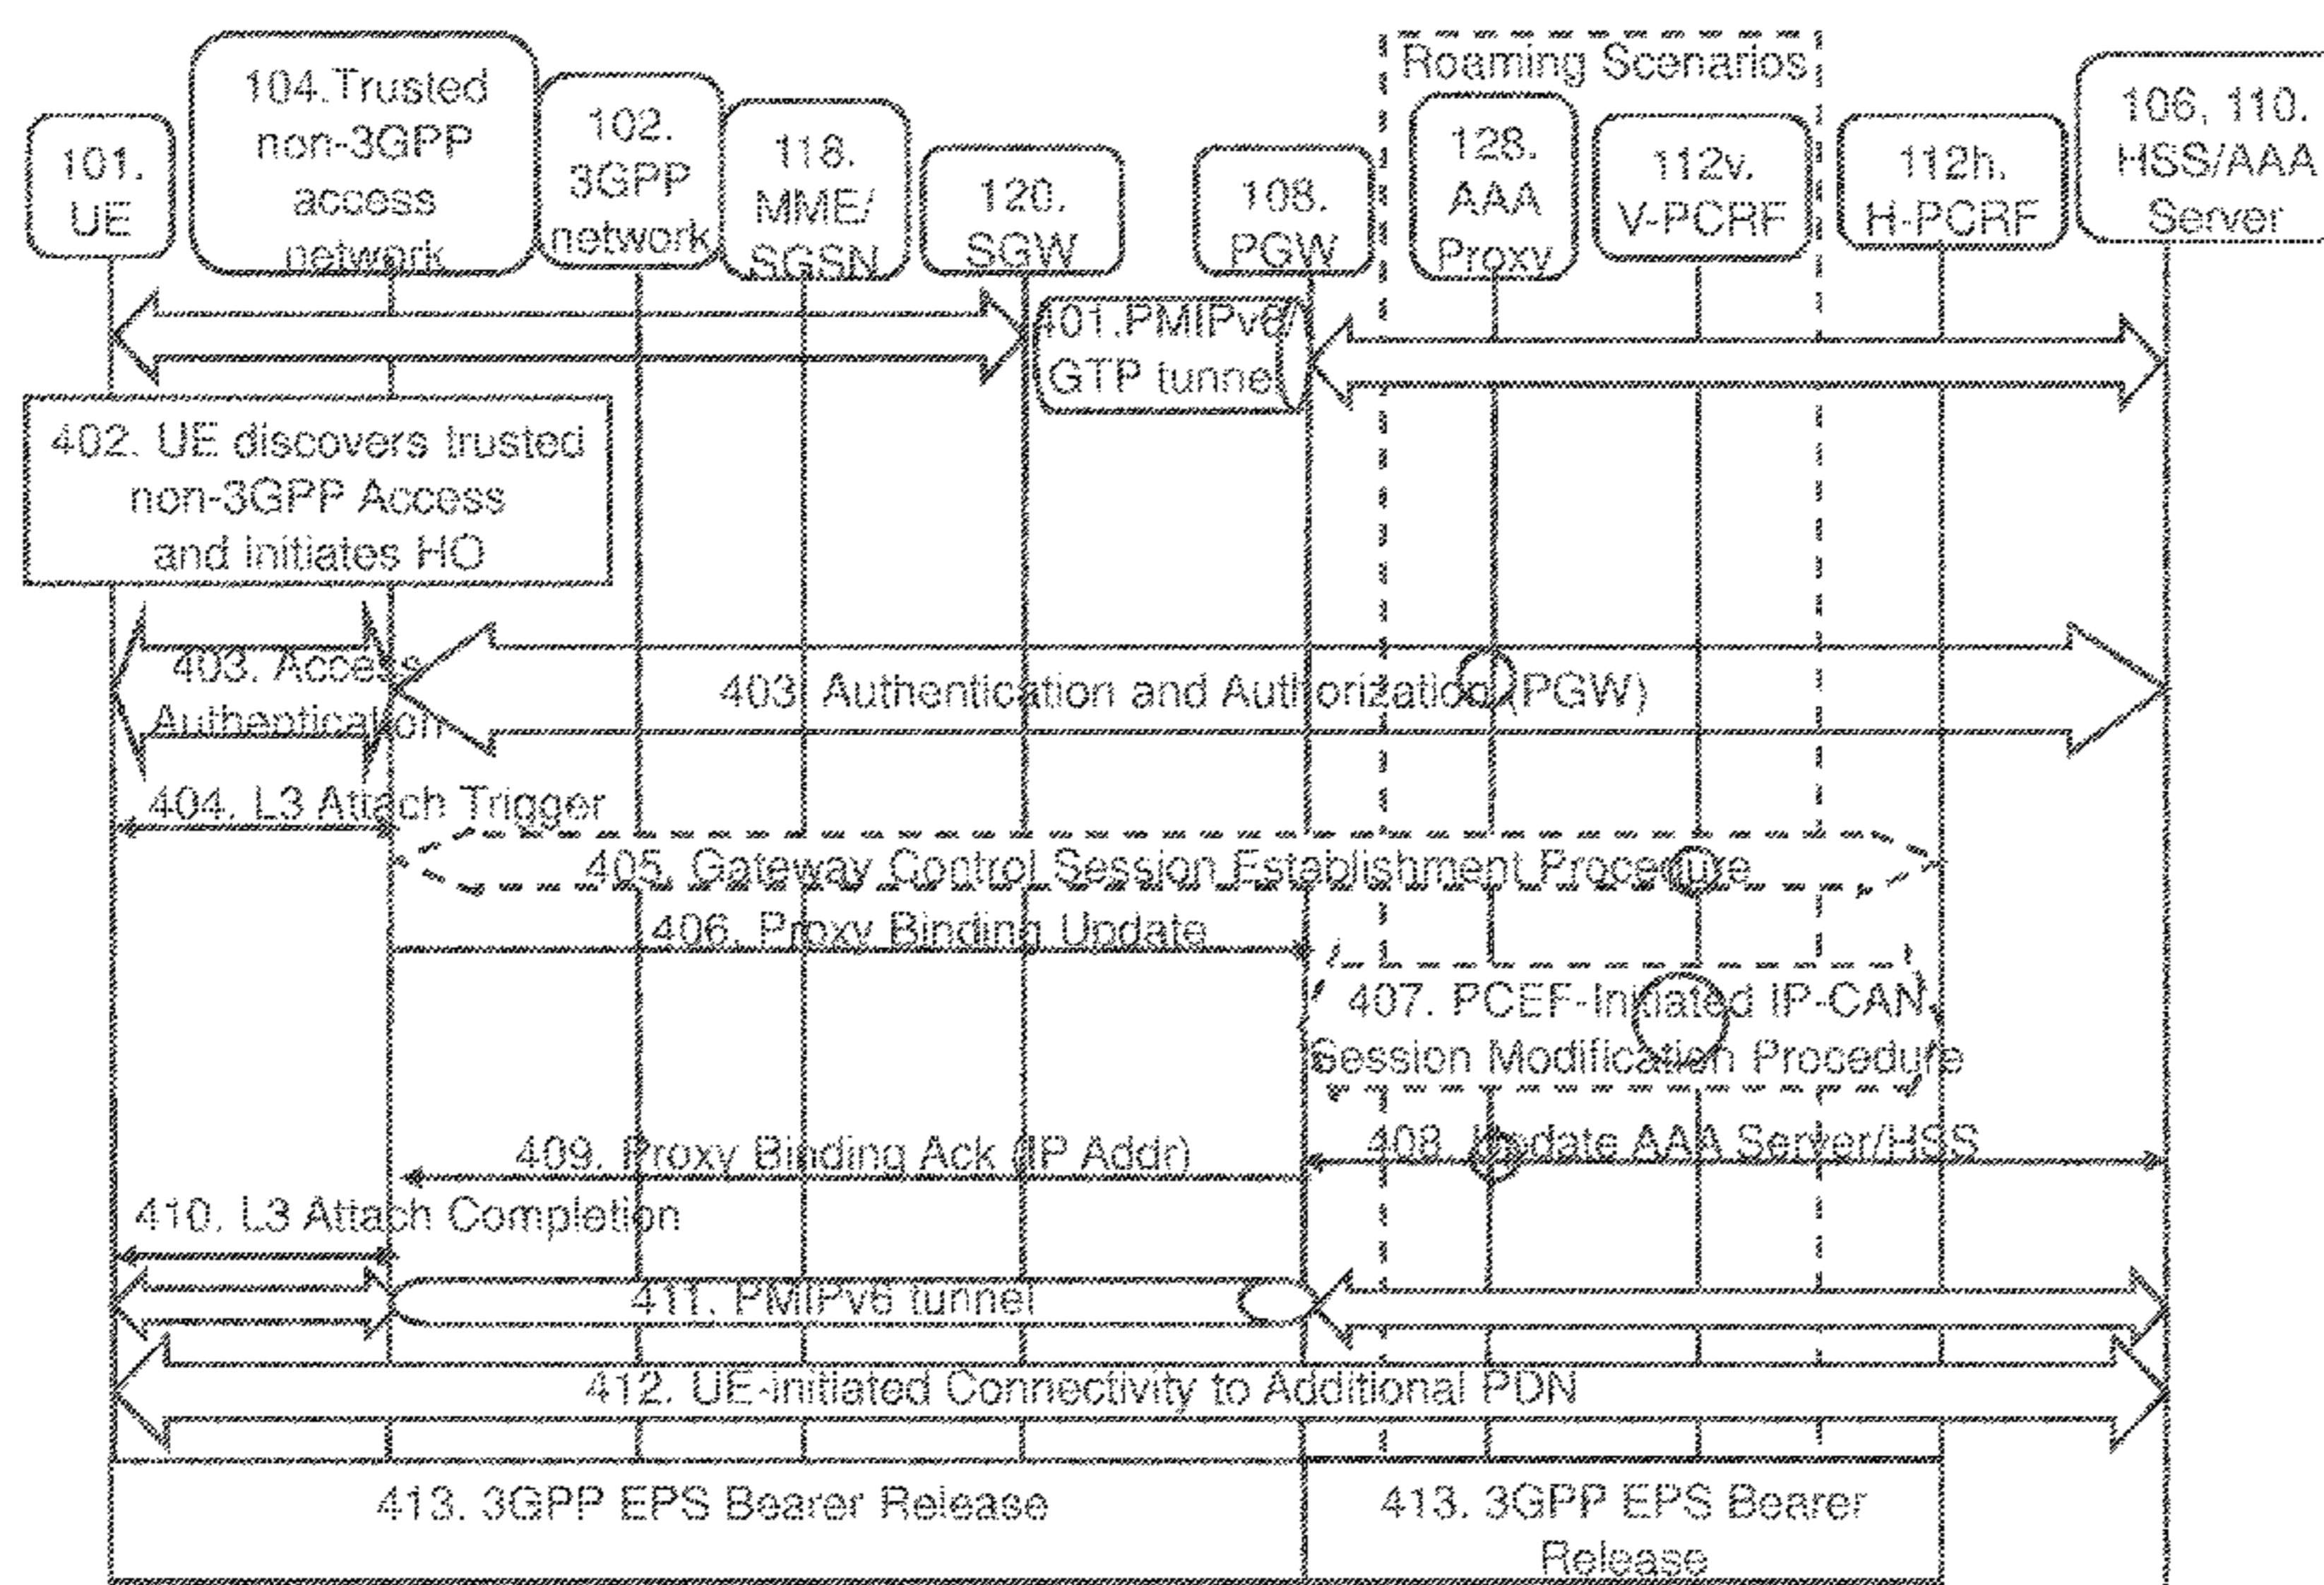 Roaming Scenarios
101.
UE
104.Trusted
non-3GPP
access
network
102.
3GPP
network
118.
MME/
SGSN
120.
SGW
108.
PGW
128.
AAA
Proxy
112v.
V-PCRF
112h.
H-PCRF
106, 110.
HSS/AAA
Server
401.PMIPv6/
GTP tunnel
402. UE discovers trusted
non-3GPP Access
and initiates HO
403. Access
Authentication
403. Authentication and Authorization (PGW)
404. L3 Attach Trigger
405. Gateway Control Session Establishment Procedure
406. Proxy Binding Update
407. PCEF-Initiated IP-CAN
Session Modification Procedure
408. Update AAA Server/HSS
409. Proxy Binding Ack (IP Addr)
410. L3 Attach Completion
411. PMIPv6 tunnel
412. UE-initiated Connectivity to Additional PDN
413. 3GPP EPS Bearer Release
413. 3GPP EPS Bearer
Release